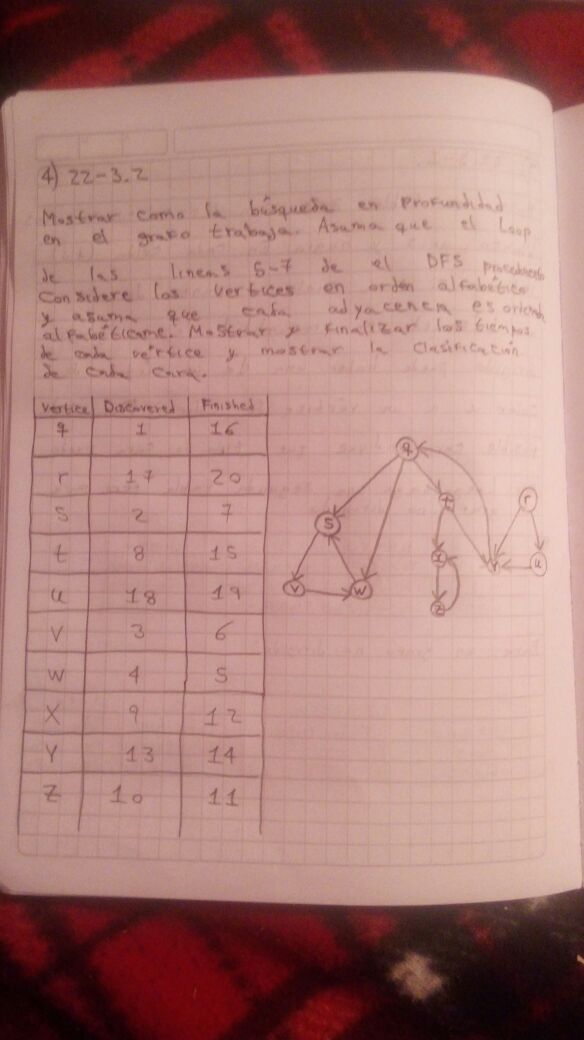 4) 22-3.2
Mostrar como la búsqueda en profundidad
en el grafo trabaja. Asuma que el Loop
de las lineas 5-7 de el DFS
Considere los vertices en orden alfabético
y asuma que cada adyacencia es
alfabéticame. Mostrar y finalizar los tiempos
de cada vértice y mostrar la clasificación
de cada cara.
Vertice Discovered Finished
q 1 16
r 17 20
s 2 7
t 8 15
u 18 19
v 3 6
w 4 5
X 9 12
Y 13 14
Z 10 11
q
t r
s
x Y u
v w
z